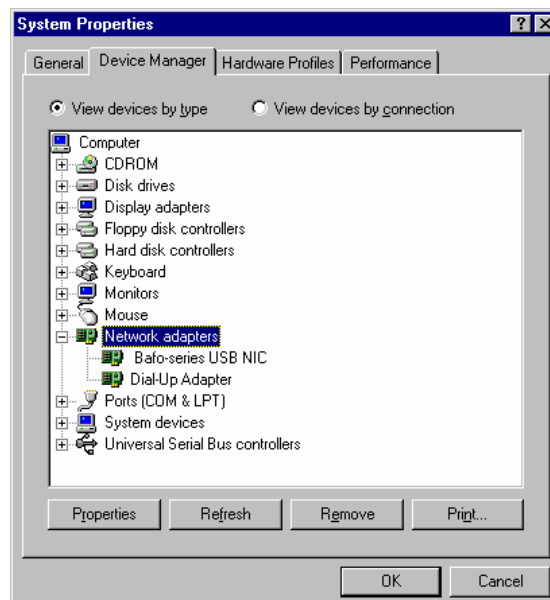 System Properties
General Device Manager Hardware Profiles Performance
View devices by type View devices by connection
Computer
CDROM
Disk drives
Display adapters
Floppy disk controllers
Hard disk controllers
Keyboard
Monitors
Mouse
Network adapters
Bafo-series USB NIC
Dial-Up Adapter
Ports (COM & LPT)
System devices
Universal Serial Bus controllers
Properties Refresh Remove Print...
OK Cancel